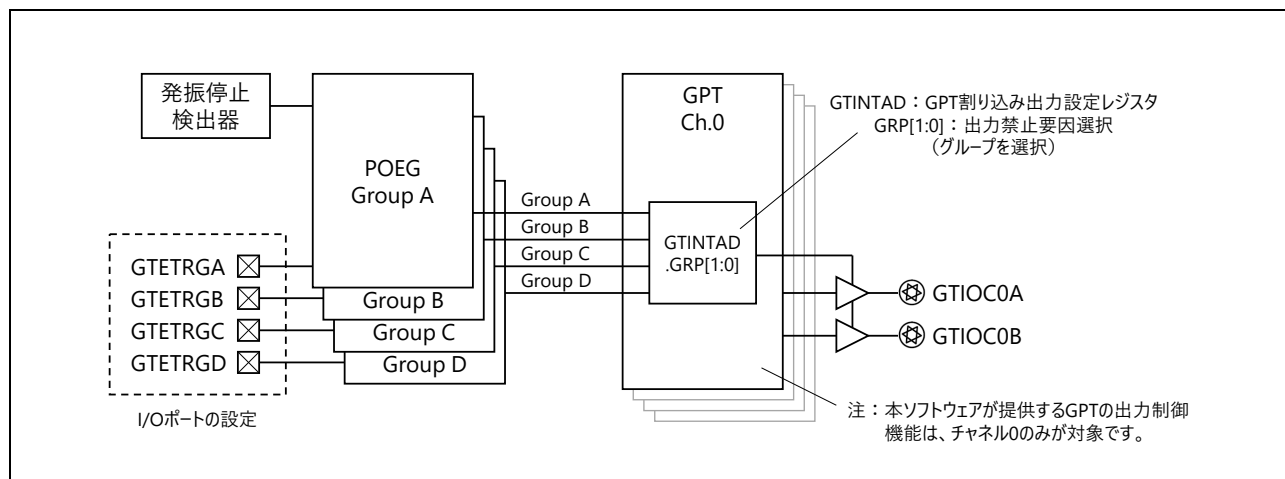 発振停止
検出器
POEG
Group A
Group B
Group C
Group D
GTETRGA
GTETRGB
GTETRGC
GTETRGD
I/Oポートの設定
Group A
Group B
Group C
Group D
GPT
Ch.0
GTINTAD
.GRP[1:0]
GTINTAD：GPT割り込み出力設定レジスタ
GRP[1:0]：出力禁止要因選択
（グループを選択）
GTIOC0A
GTIOC0B
注：本ソフトウェアが提供するGPTの出力制御
機能は、チャネル0のみが対象です。